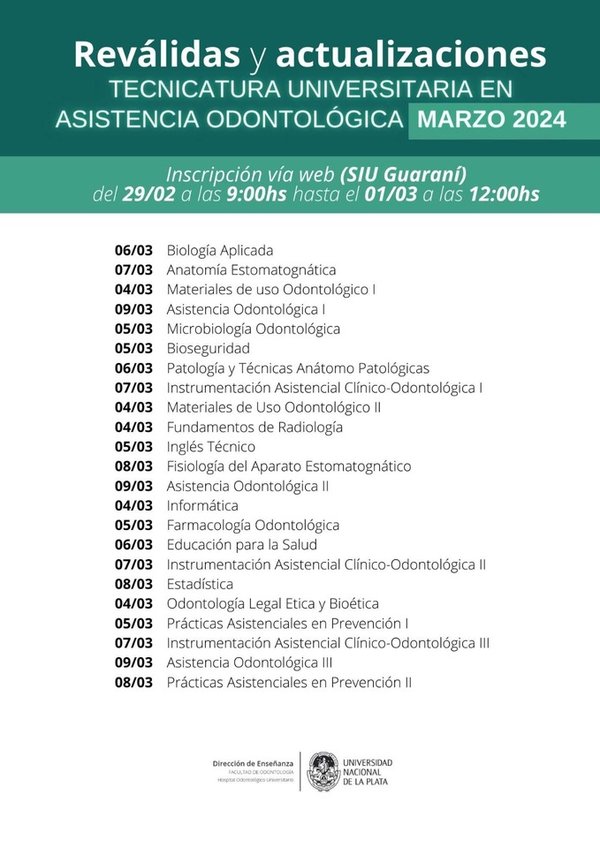 Reválidas y actualizaciones
TECNICATURA UNIVERSITARIA EN
ASISTENCIA ODONTOLÓGICA MARZO 2024
Inscripción vía web (SIU Guaraní)
del 29/02 a las 9:00hs hasta el 01/03 a las 12:00hs
06/03 Biología Aplicada
07/03 Anatomía Estomatognática
04/03 Materiales de uso Odontológico I
09/03 Asistencia Odontológica I
05/03 Microbiología Odontológica
05/03 Bioseguridad
06/03 Patología y Técnicas Anátomo Patológicas
07/03 Instrumentación Asistencial Clínico-Odontológica I
04/03 Materiales de Uso Odontológico II
04/03 Fundamentos de Radiología
05/03 Inglés Técnico
08/03 Fisiología del Aparato Estomatognático
09/03 Asistencia Odontológica II
04/03 Informática
05/03 Farmacología Odontológica
06/03 Educación para la Salud
07/03 Instrumentación Asistencial Clínico-Odontológica II
08/03 Estadística
04/03 Odontología Legal Etica y Bioética
05/03 Prácticas Asistenciales en Prevención I
07/03 Instrumentación Asistencial Clínico-Odontológica III
09/03 Asistencia Odontológica III
08/03 Prácticas Asistenciales en Prevención II
Dirección de Enseñanza
FACULTAD DE ODONTOLOGÍA
Hospital Odontológico Universitario
UNIVERSIDAD
NACIONAL
DE LA PLATA